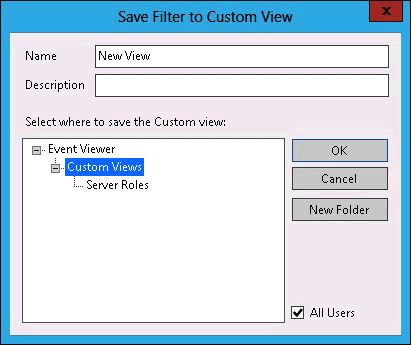 Save Filter to Custom View
x
Name
New View
Description
Select where to save the Custom view:
Event Viewer
Custom Views
Server Roles
OK
Cancel
New Folder
All Users